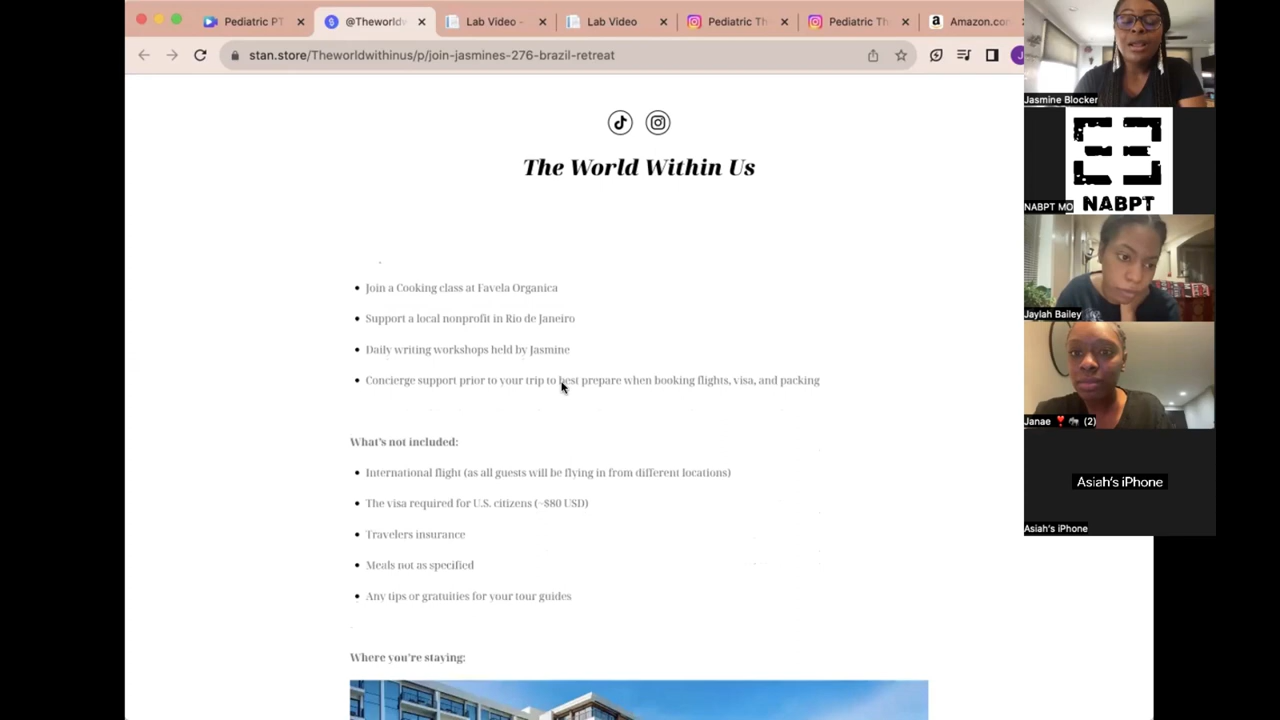 Pediatric PT
@Theworldw
Lab Video -
Lab Video
Pediatric Th
Pediatric Th
Amazon.co
stan.store/Theworldwithinus/p/join-jasmines-276-brazil-retreat
J
The World Within Us
• Join a Cooking class at Favela Organica
• Support a local nonprofit in Rio de Janeiro
• Daily writing workshops held by Jasmine
• Concierge support prior to your trip to best prepare when booking flights, visa, and packing
What's not included:
• International flight (as all guests will be flying in from different locations)
• The visa required for U.S. citizens (~$80 USD)
• Travelers insurance
• Meals not as specified
• Any tips or gratuities for your tour guides
Where you're staying:
Jasmine Blocker
NABPT
NABPT MO
Jaylah Bailey
Janae ❣️🐘 (2)
Asiah's iPhone
Asiah's iPhone